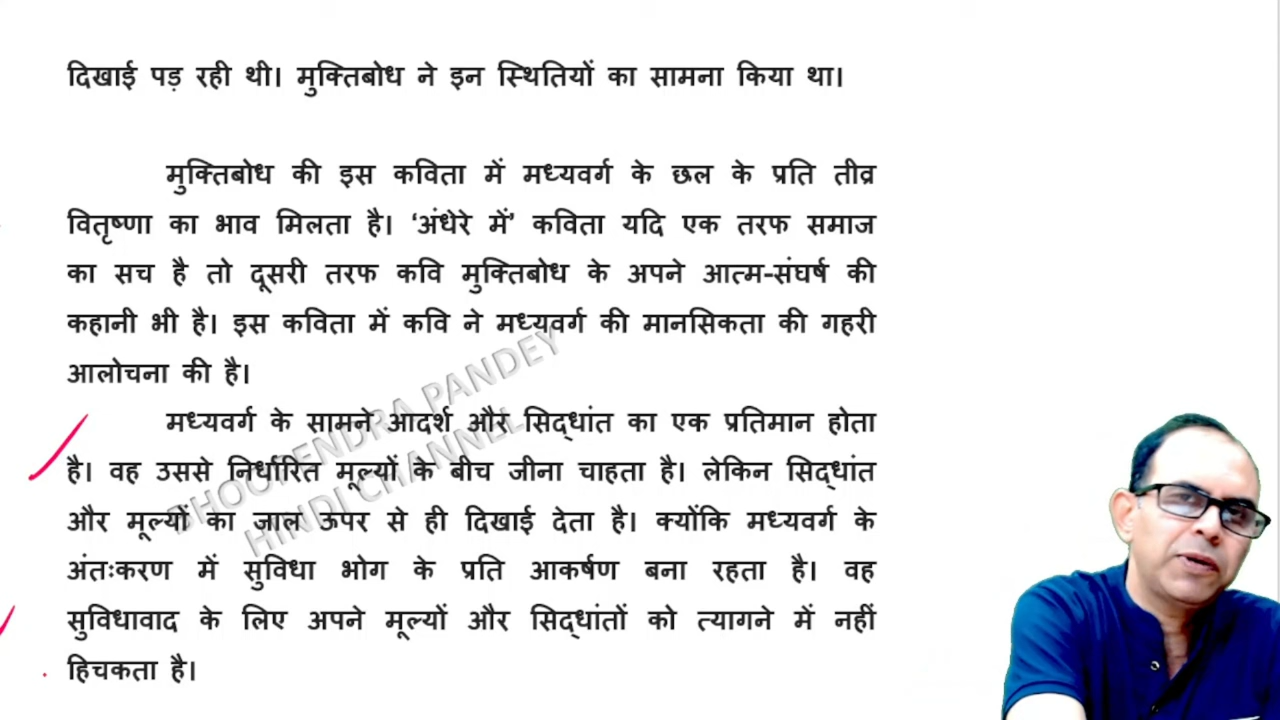 दिखाई पड़ रही थी। मुक्तिबोध ने इन स्थितियों का सामना किया था।
मुक्तिबोध की इस कविता में मध्यवर्ग के छल के प्रति तीव्र
वितृष्णा का भाव मिलता है। ‘अंधेरे में’ कविता यदि एक तरफ समाज
का सच है तो दूसरी तरफ कवि मुक्तिबोध के अपने आत्म-संघर्ष की
कहानी भी है। इस कविता में कवि ने मध्यवर्ग की मानसिकता की गहरी
आलोचना की है।
मध्यवर्ग के सामने आदर्श और सिद्धांत का एक प्रतिमान होता
है। वह उससे निर्धारित मूल्यों के बीच जीना चाहता है। लेकिन सिद्धांत
और मूल्यों का जाल ऊपर से ही दिखाई देता है। क्योंकि मध्यवर्ग के
अंतःकरण में सुविधा भोग के प्रति आकर्षण बना रहता है। वह
सुविधावाद के लिए अपने मूल्यों और सिद्धांतों को त्यागने में नहीं
हिचकता है।
BHOOPENDRA PANDEY
HINDI CHANNEL